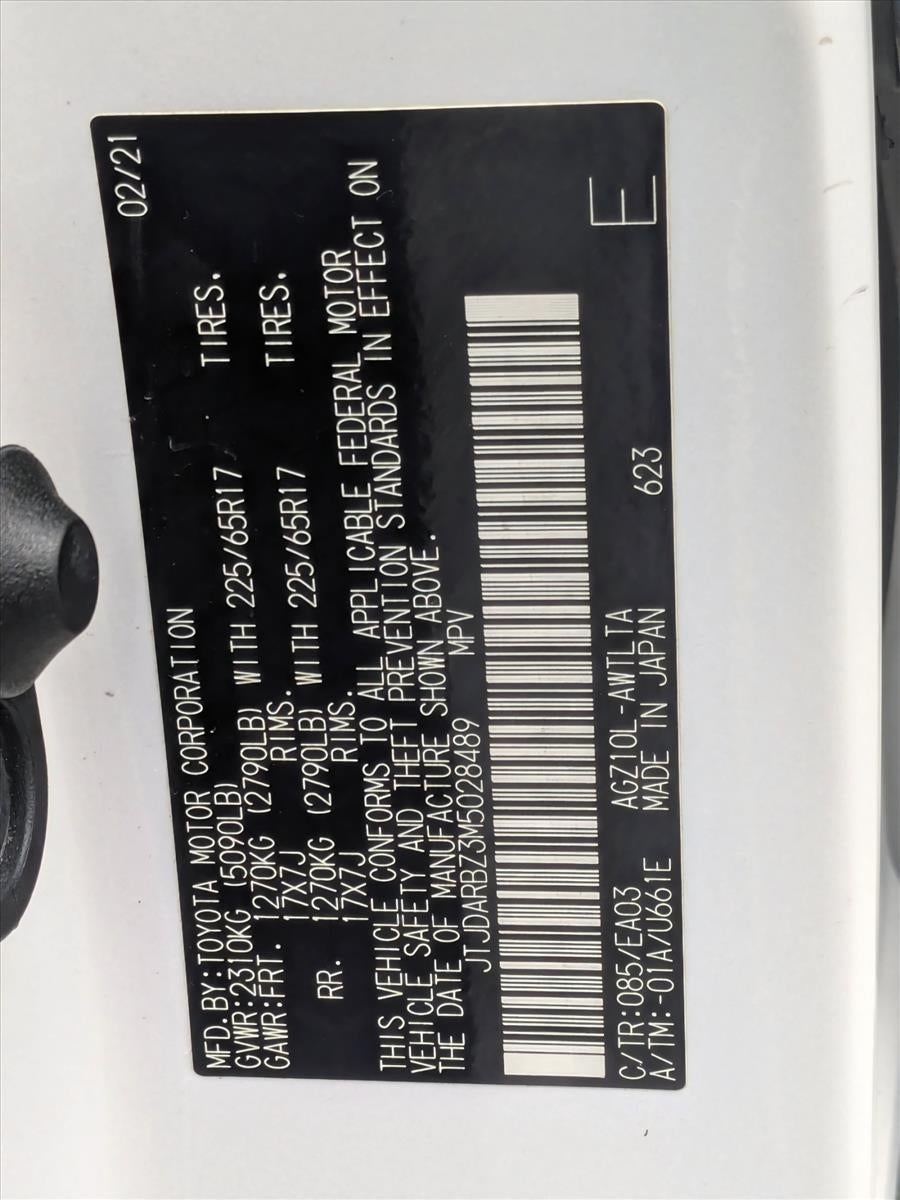 MFD.BY:TOYOTA MOTOR CORPORATION 02/21
GVWR:2310KG (5090LB)
GAWR:FRT. 1270KG (2790LB) WITH 225/65R17 TIRES.
17X7J RIMS.
RR. 1270KG (2790LB) WITH 225/65R17 TIRES.
17X7J RIMS.
THIS VEHICLE CONFORMS TO ALL APPLICABLE FEDERAL MOTOR
VEHICLE SAFETY AND THEFT PREVENTION STANDARDS IN EFFECT ON
THE DATE OF MANUFACTURE SHOWN ABOVE.
JTJDARBZ3M5028489 MPV
C/TR:085/EA03 AGZ10L-AWTLTA E
A/TM:-01A/U661E MADE IN JAPAN 623